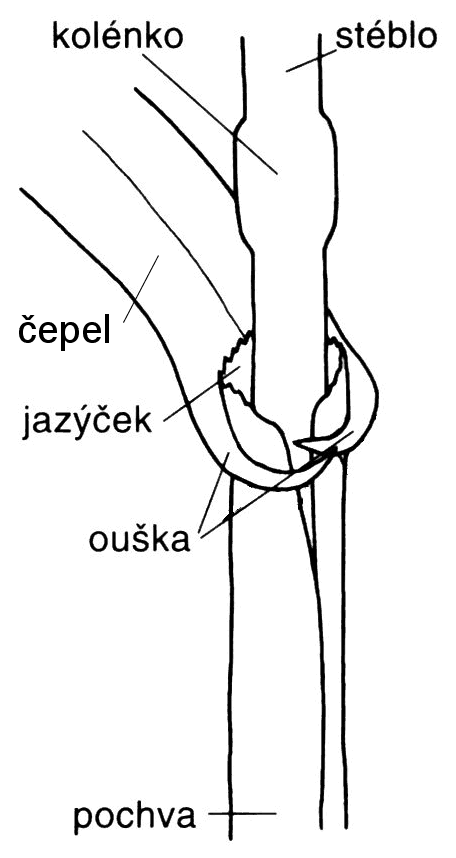 kolénko
stéblo
čepel
jazýček
ouška
pochva